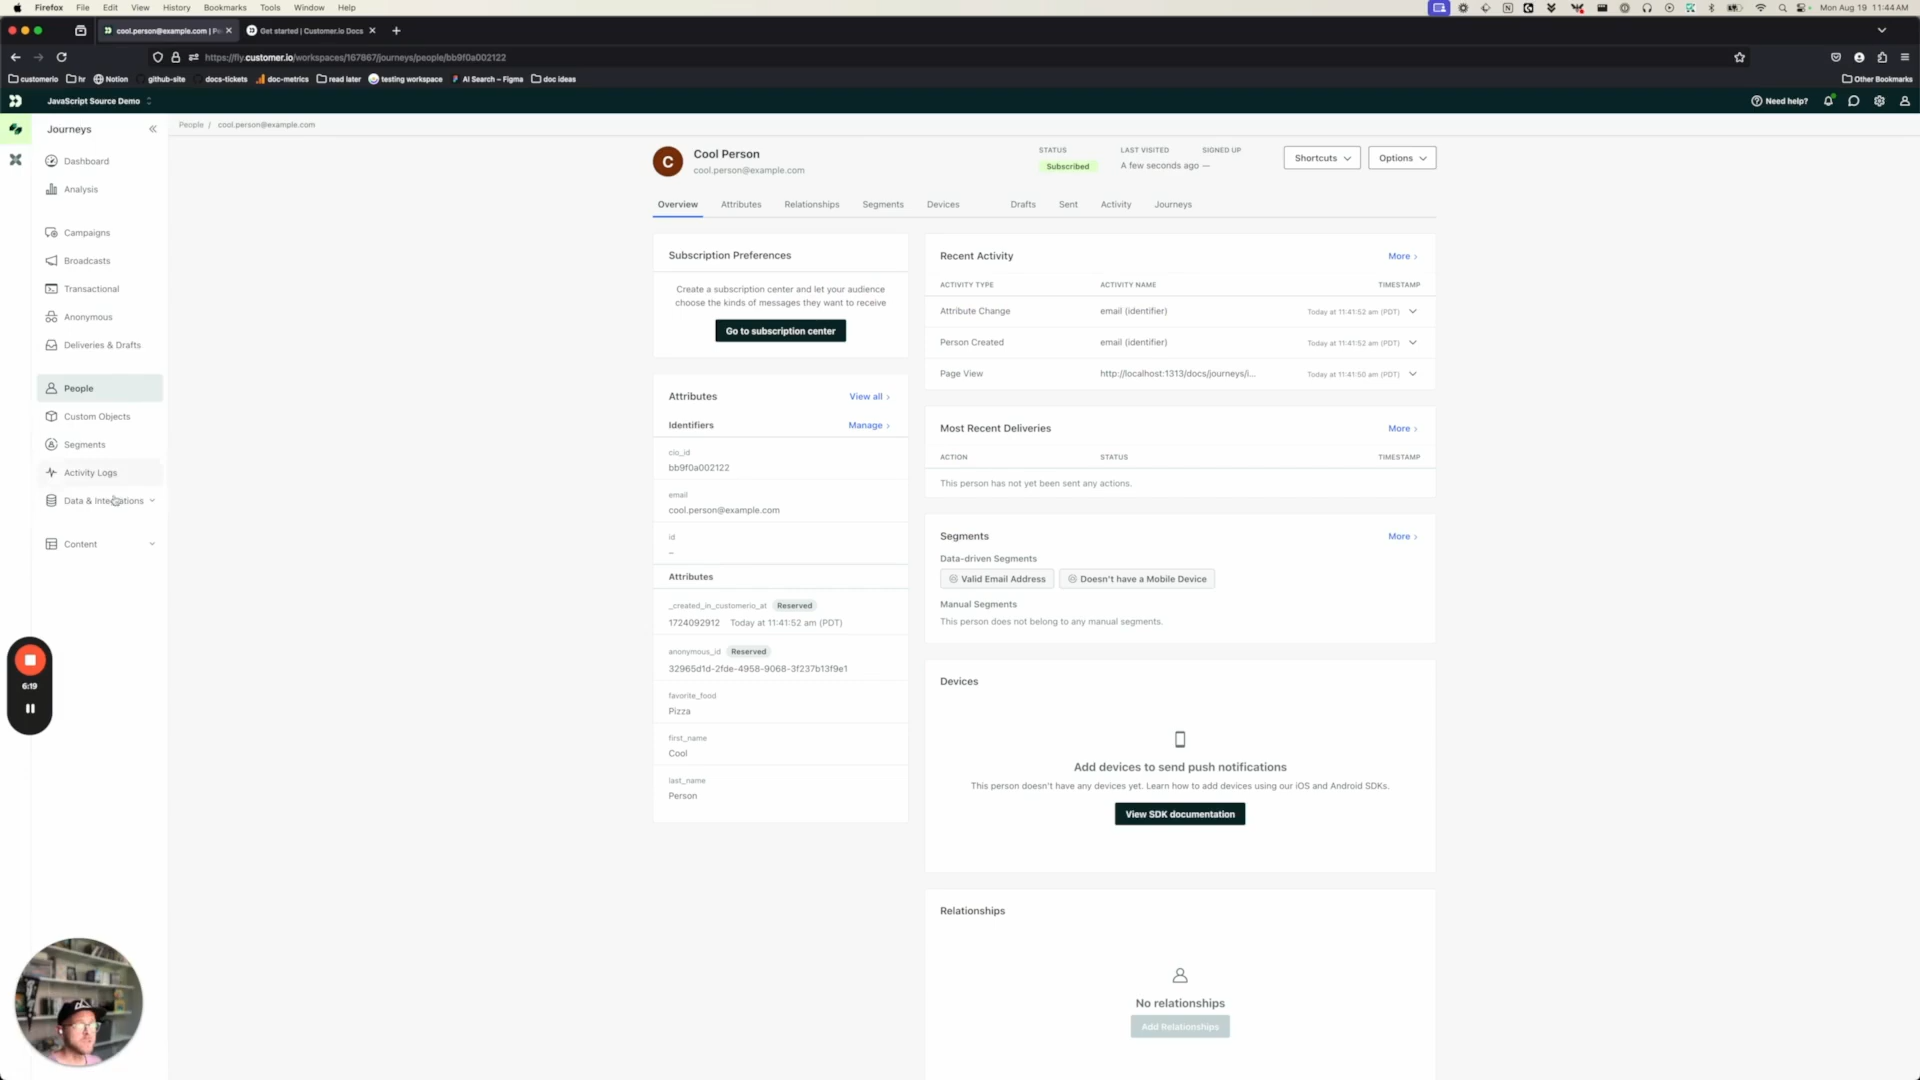 Firefox File Edit View History Bookmarks Tools Window Help Mon Aug 19 11:44 AM
cool.person@example.com | Pe Get started | Customer.io Docs
https://fly.customer.io/workspaces/167867/journeys/people/bb9f0a002122
customerio hr Notion github-site docs-tickets doc-metrics read later testing workspace AI Search – Figma doc ideas Other Bookmarks
JavaScript Source Demo Need help?
Journeys
Dashboard
Analysis
Campaigns
Broadcasts
Transactional
Anonymous
Deliveries & Drafts
People
Custom Objects
Segments
Activity Logs
Data & Integrations
Content
6:19
People / cool.person@example.com
C
Cool Person
cool.person@example.com
STATUS LAST VISITED SIGNED UP
Subscribed A few seconds ago —
Shortcuts Options
Overview Attributes Relationships Segments Devices Drafts Sent Activity Journeys
Subscription Preferences
Create a subscription center and let your audience
choose the kinds of messages they want to receive
Go to subscription center
Attributes View all
Identifiers Manage
cio_id
bb9f0a002122
email
cool.person@example.com
id
–
Attributes
_created_in_customerio_at Reserved
1724092912 Today at 11:41:52 am (PDT)
anonymous_id Reserved
32965d1d-2fde-4958-9068-3f237b13f9e1
favorite_food
Pizza
first_name
Cool
last_name
Person
Recent Activity More
ACTIVITY TYPE ACTIVITY NAME TIMESTAMP
Attribute Change email (identifier) Today at 11:41:52 am (PDT)
Person Created email (identifier) Today at 11:41:52 am (PDT)
Page View http://localhost:1313/docs/journeys/i... Today at 11:41:50 am (PDT)
Most Recent Deliveries More
ACTION STATUS TIMESTAMP
This person has not yet been sent any actions.
Segments More
Data-driven Segments
Valid Email Address Doesn't have a Mobile Device
Manual Segments
This person does not belong to any manual segments.
Devices
Add devices to send push notifications
This person doesn't have any devices yet. Learn how to add devices using our iOS and Android SDKs.
View SDK documentation
Relationships
No relationships
Add Relationships